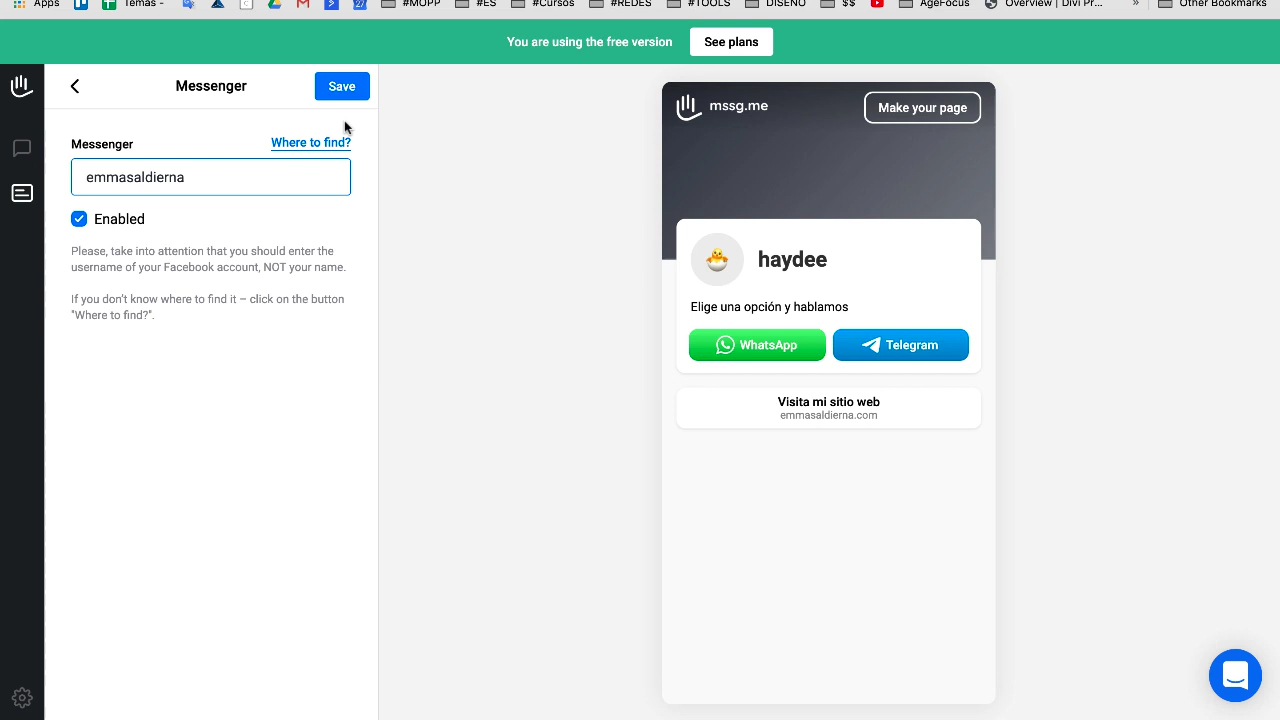 Apps Temas - #MOPP #ES #Cursos #REDES #TOOLS DISENO $$ AgeFocus Overview | Divi Pr... » Other Bookmarks
You are using the free version See plans
Messenger Save
Messenger Where to find?
emmasaldierna
Enabled
Please, take into attention that you should enter the
username of your Facebook account, NOT your name.
If you don't know where to find it – click on the button
"Where to find?".
mssg.me Make your page
haydee
Elige una opción y hablamos
WhatsApp Telegram
Visita mi sitio web
emmasaldierna.com